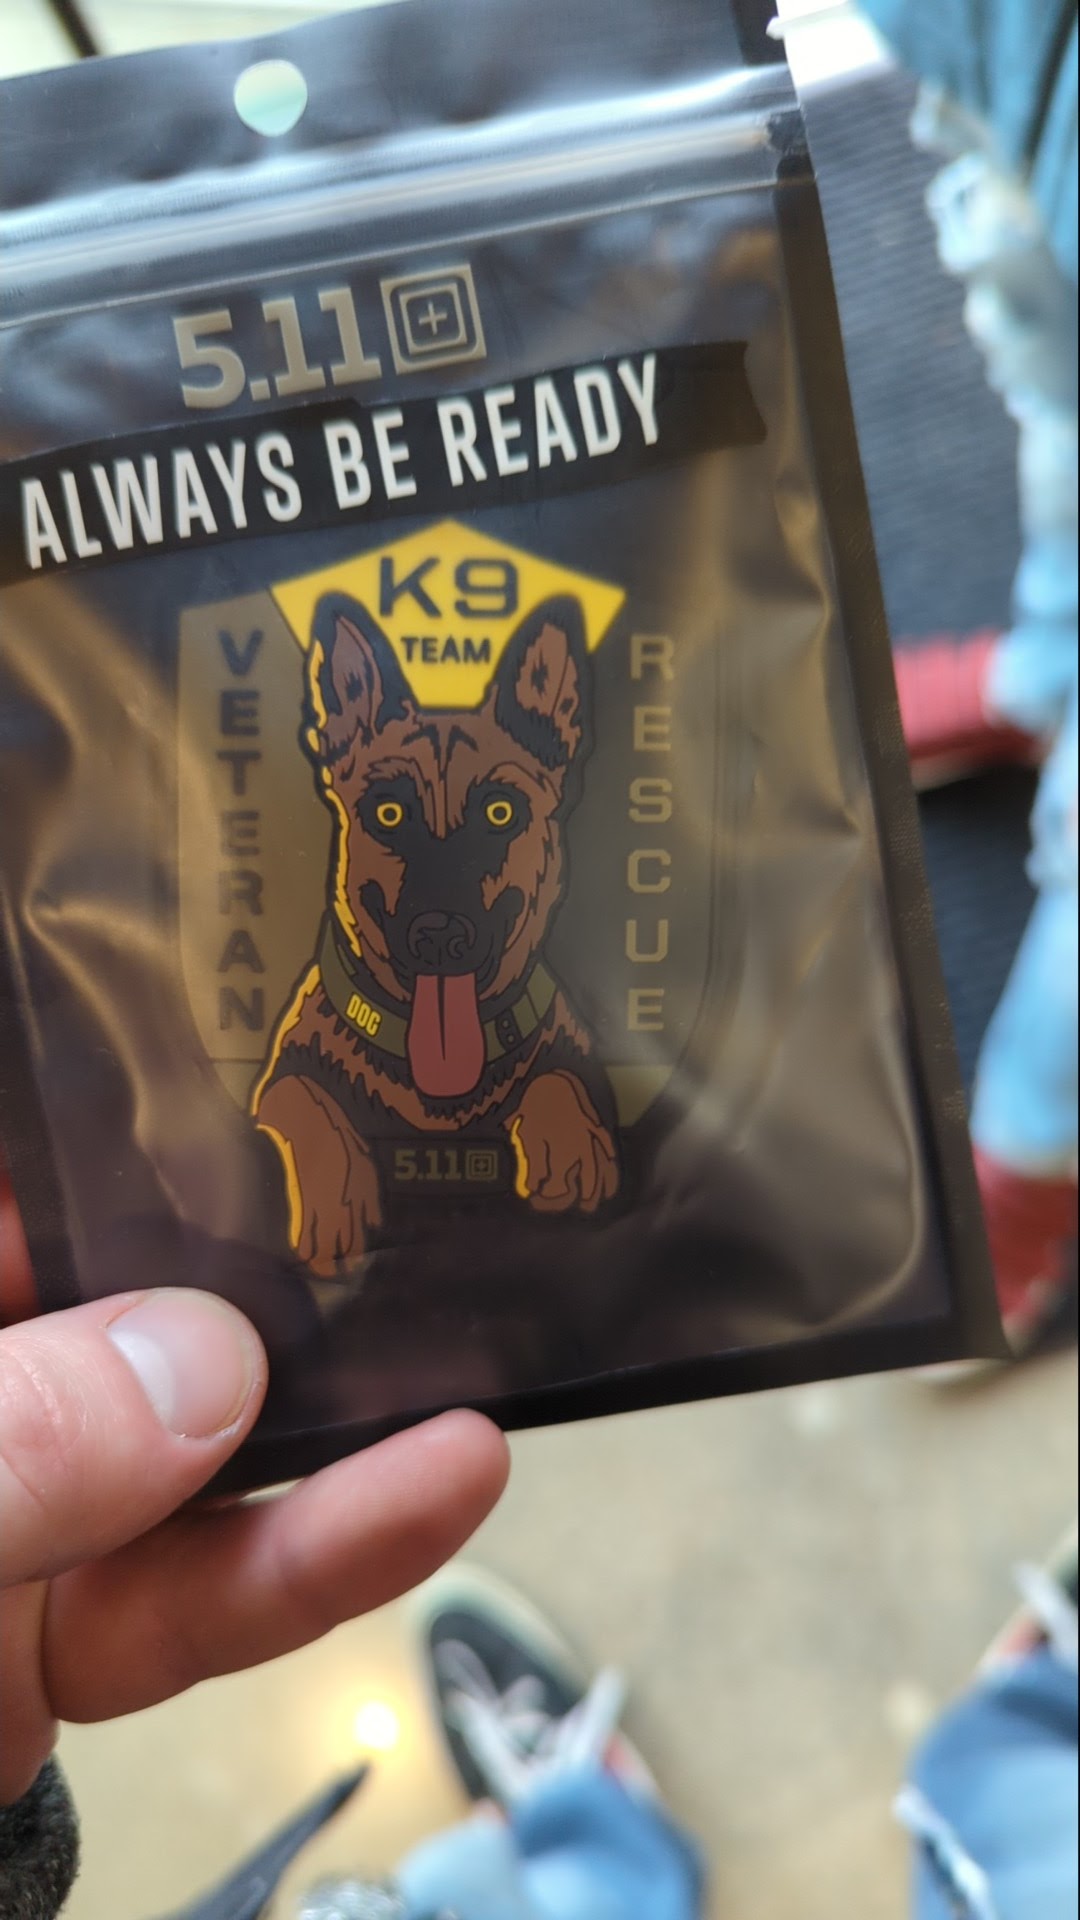 5.11
ALWAYS BE READY
K9
TEAM
VETERAN
RESCUE
DOG
5.11